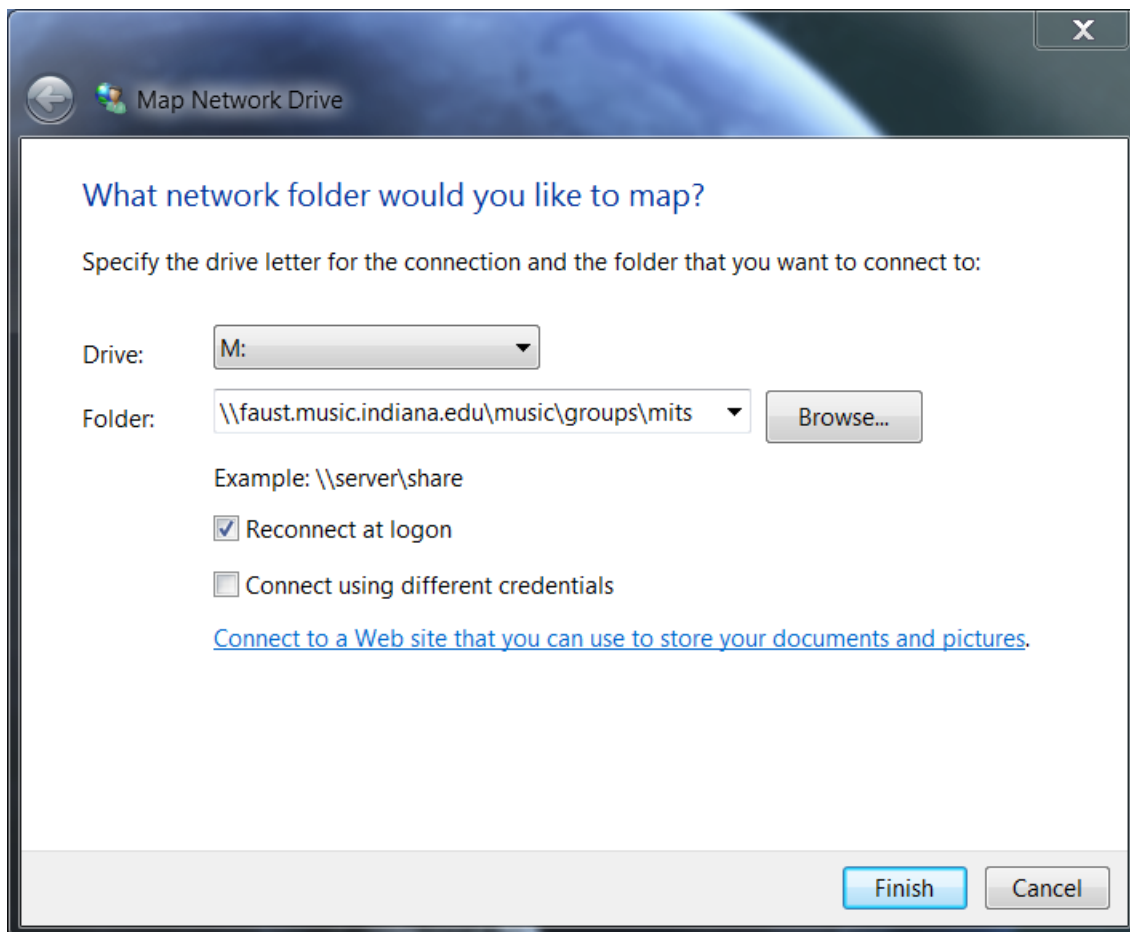 X
Map Network Drive
What network folder would you like to map?
Specify the drive letter for the connection and the folder that you want to connect to:
Drive: M:
Folder: \\faust.music.indiana.edu\music\groups\mits Browse...
Example: \\server\share
Reconnect at logon
Connect using different credentials
Connect to a Web site that you can use to store your documents and pictures.
Finish Cancel